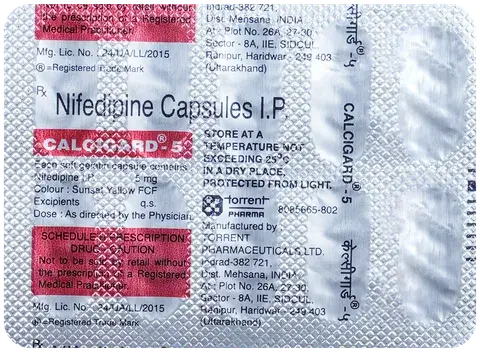 the prescription of a Registered
Medical Practitioner.
Mfg. Lic. No. : 24/UA/LL/2015
®=Registered Trade Mark
Rx
Nifedipine Capsules I.P.
CALCIGARD®-5
Each soft gelatin capsule contains
Nifedipine I.P. 5 mg
Colour : Sunset Yellow FCF
Excipients q.s.
Dose : As directed by the Physician
SCHEDULE PRESCRIPTION
DRUG CAUTION
Not to be sold by retail without
the prescription of a Registered
Medical Practitioner.
Mfg. Lic. No. : 24/UA/LL/2015
®=Registered Trade Mark
Rx
Indrad-382 721,
Dist. Mehsana, INDIA
At : Plot No. 26A, 27-30,
Sector - 8A, IIE, SIDCUL,
Ranipur, Haridwar - 249 403
(Uttarakhand)
STORE AT A
TEMPERATURE NOT
EXCEEDING 25°C
IN A DRY PLACE,
PROTECTED FROM LIGHT.
torrent
PHARMA 8085665-802
Manufactured by
TORRENT
PHARMACEUTICALS LTD.
Indrad-382 721,
Dist. Mehsana, INDIA
At : Plot No. 26A, 27-30,
Sector - 8A, IIE, SIDCUL,
Ranipur, Haridwar - 249 403
(Uttarakhand)
केल्सीगार्ड-५
CALCIGARD®-5
केल्सीगार्ड-५